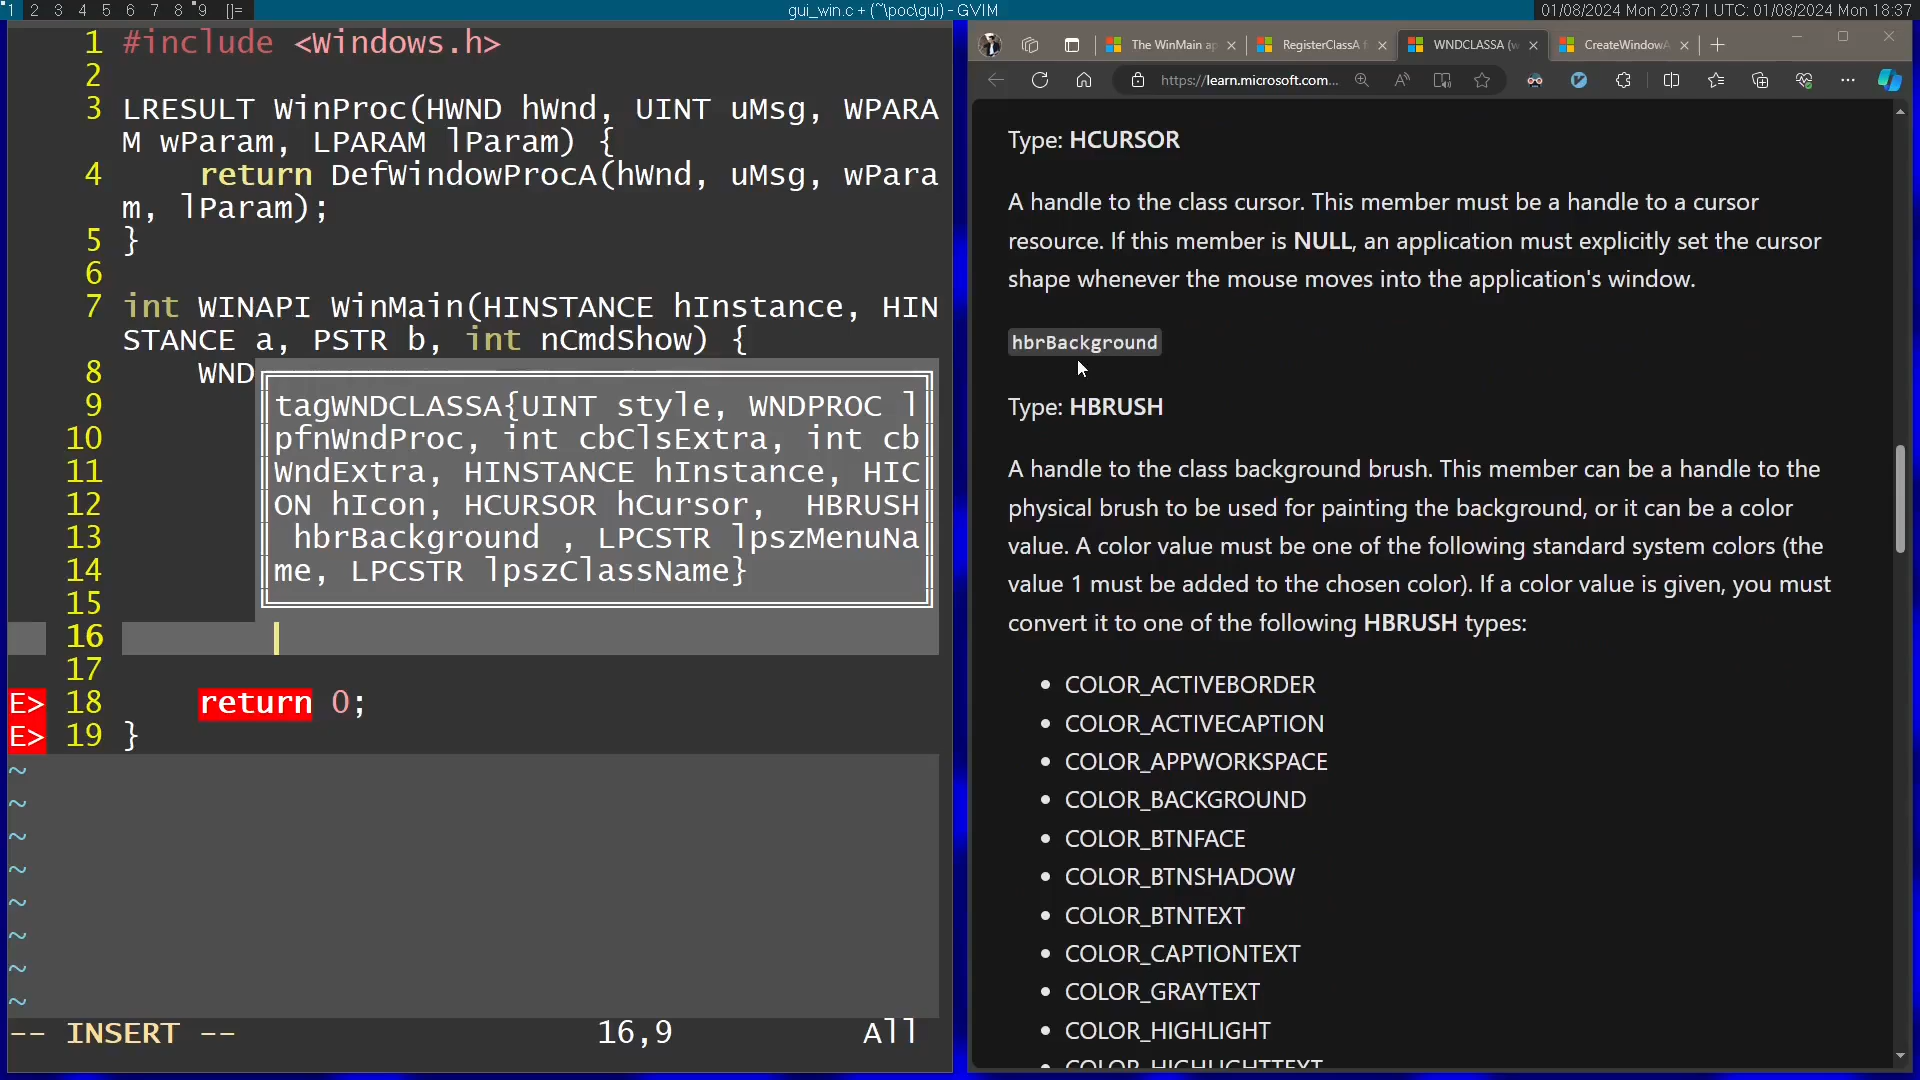 1 2 3 4 5 6 7 8 9 []= gui_win.c + (~\poc\gui) - GVIM 01/08/2024 Mon 20:37 | UTC: 01/08/2024 Mon 18:37
1 #include <Windows.h>
2
3 LRESULT WinProc(HWND hWnd, UINT uMsg, WPARA
M wParam, LPARAM lParam) {
4 return DefWindowProcA(hWnd, uMsg, wPara
m, lParam);
5 }
6
7 int WINAPI WinMain(HINSTANCE hInstance, HIN
STANCE a, PSTR b, int nCmdShow) {
8 WND
9 tagWNDCLASSA{UINT style, WNDPROC l
10 pfnWndProc, int cbClsExtra, int cb
11 WndExtra, HINSTANCE hInstance, HIC
12 ON hIcon, HCURSOR hCursor,  HBRUSH
13 hbrBackground , LPCSTR lpszMenuNa
14 me, LPCSTR lpszClassName}
15
16
17
E> 18 return 0;
E> 19 }
~
~
~
~
~
~
~
~
-- INSERT -- 16,9 All
The WinMain ap RegisterClassA f WNDCLASSA (w CreateWindowA
https://learn.microsoft.com...
Type: HCURSOR
A handle to the class cursor. This member must be a handle to a cursor
resource. If this member is NULL, an application must explicitly set the cursor
shape whenever the mouse moves into the application's window.
hbrBackground
Type: HBRUSH
A handle to the class background brush. This member can be a handle to the
physical brush to be used for painting the background, or it can be a color
value. A color value must be one of the following standard system colors (the
value 1 must be added to the chosen color). If a color value is given, you must
convert it to one of the following HBRUSH types:
• COLOR_ACTIVEBORDER
• COLOR_ACTIVECAPTION
• COLOR_APPWORKSPACE
• COLOR_BACKGROUND
• COLOR_BTNFACE
• COLOR_BTNSHADOW
• COLOR_BTNTEXT
• COLOR_CAPTIONTEXT
• COLOR_GRAYTEXT
• COLOR_HIGHLIGHT
• COLOR_HIGHLIGHTTEXT